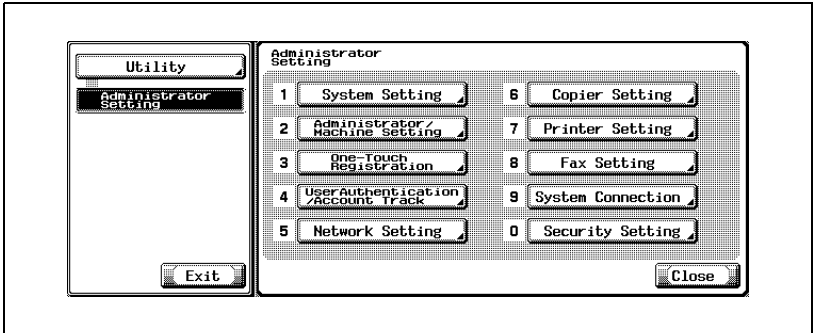 Utility
Administrator
Setting
Exit
Administrator
Setting
1 System Setting
2 Administrator/
Machine Setting
3 One-Touch
Registration
4 UserAuthentication
/Account Track
5 Network Setting
6 Copier Setting
7 Printer Setting
8 Fax Setting
9 System Connection
0 Security Setting
Close